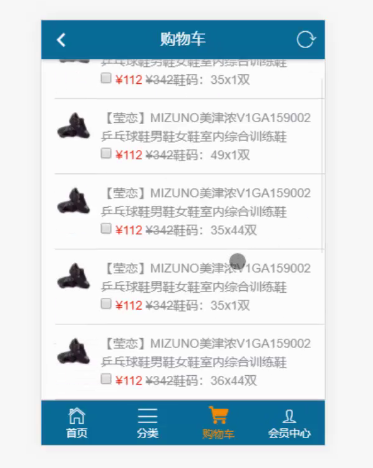 购物车
乒乓球鞋男鞋女鞋室内综合训练鞋
¥112 ¥342鞋码：35x1双
【莹恋】MIZUNO美津浓V1GA159002
乒乓球鞋男鞋女鞋室内综合训练鞋
¥112 ¥342鞋码：49x1双
【莹恋】MIZUNO美津浓V1GA159002
乒乓球鞋男鞋女鞋室内综合训练鞋
¥112 ¥342鞋码：35x44双
【莹恋】MIZUNO美津浓V1GA159002
乒乓球鞋男鞋女鞋室内综合训练鞋
¥112 ¥342鞋码：35x1双
【莹恋】MIZUNO美津浓V1GA159002
乒乓球鞋男鞋女鞋室内综合训练鞋
¥112 ¥342鞋码：36x44双
首页 分类 购物车 会员中心